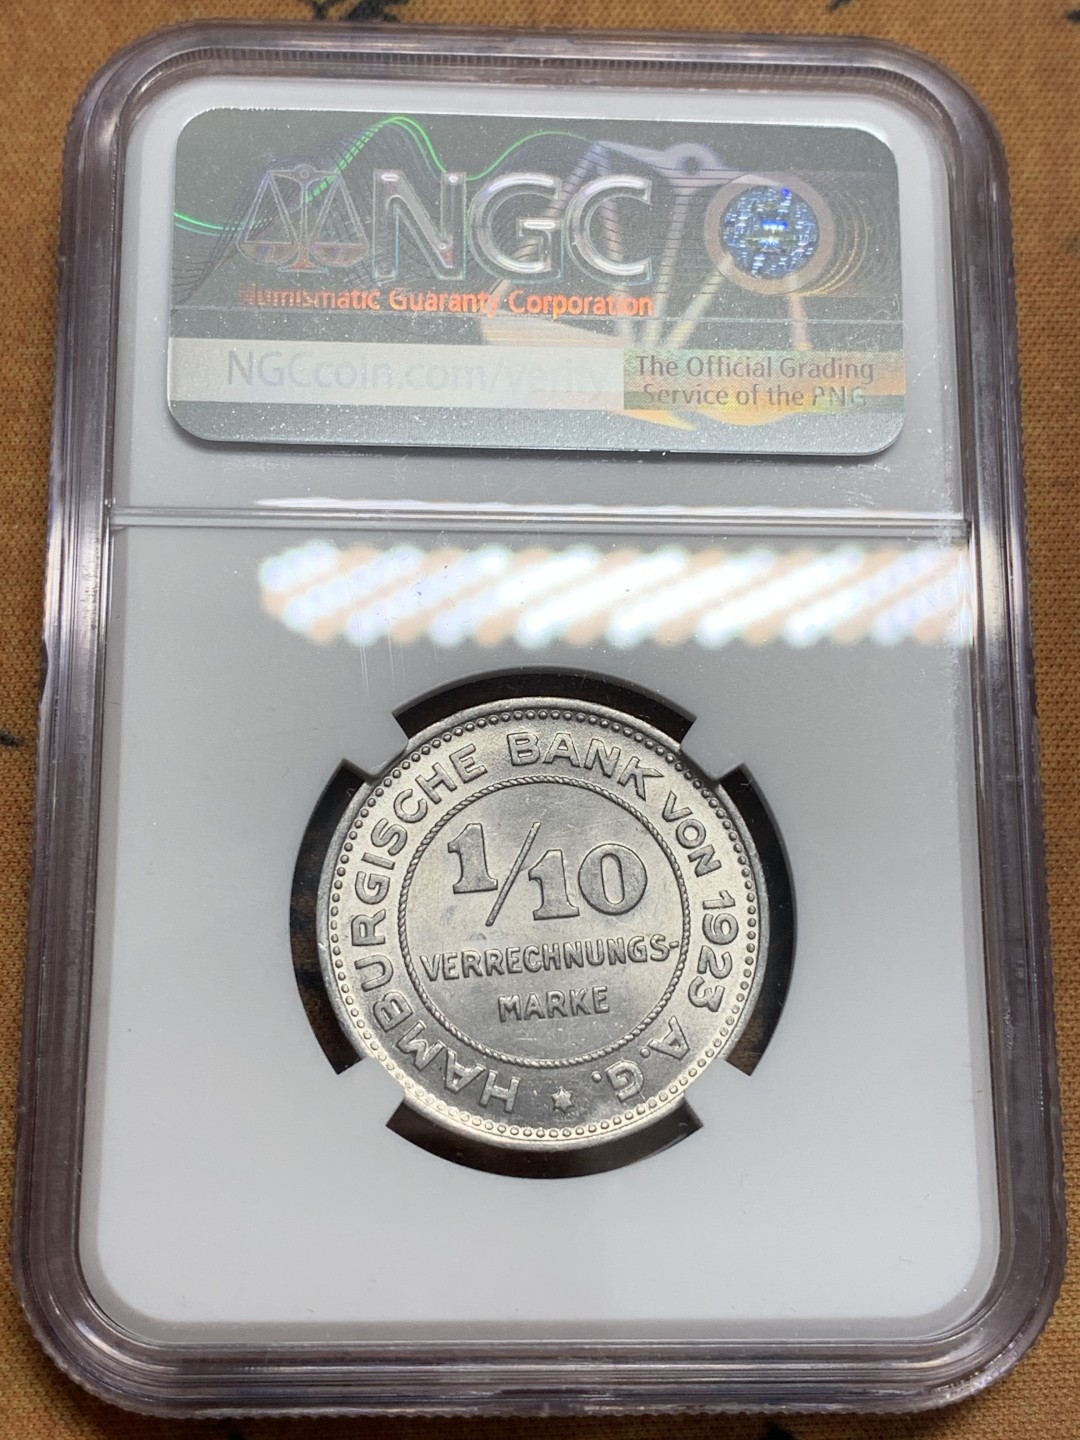 NGC
Numismatic Guaranty Corporation
NGCcoin.com/verify
The Official Grading
Service of the PNG
HAMBURGISCHE BANK VON 1923 A.G.
1/10
VERRECHNUNGS-
MARKE